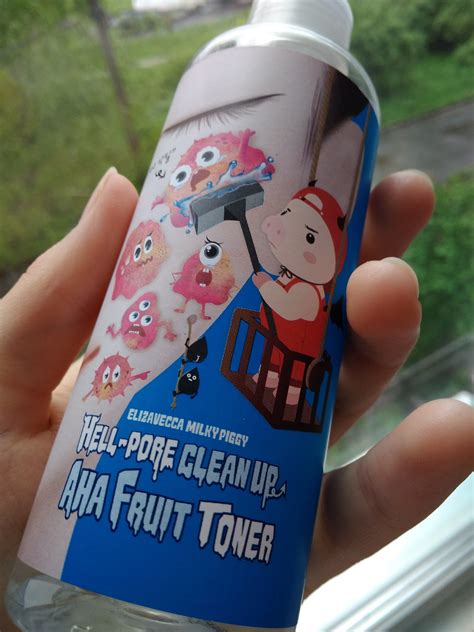 ELIZAVECCA MILKY PIGGY
HELL-PORE CLEAN UP
AHA FRUIT TONER